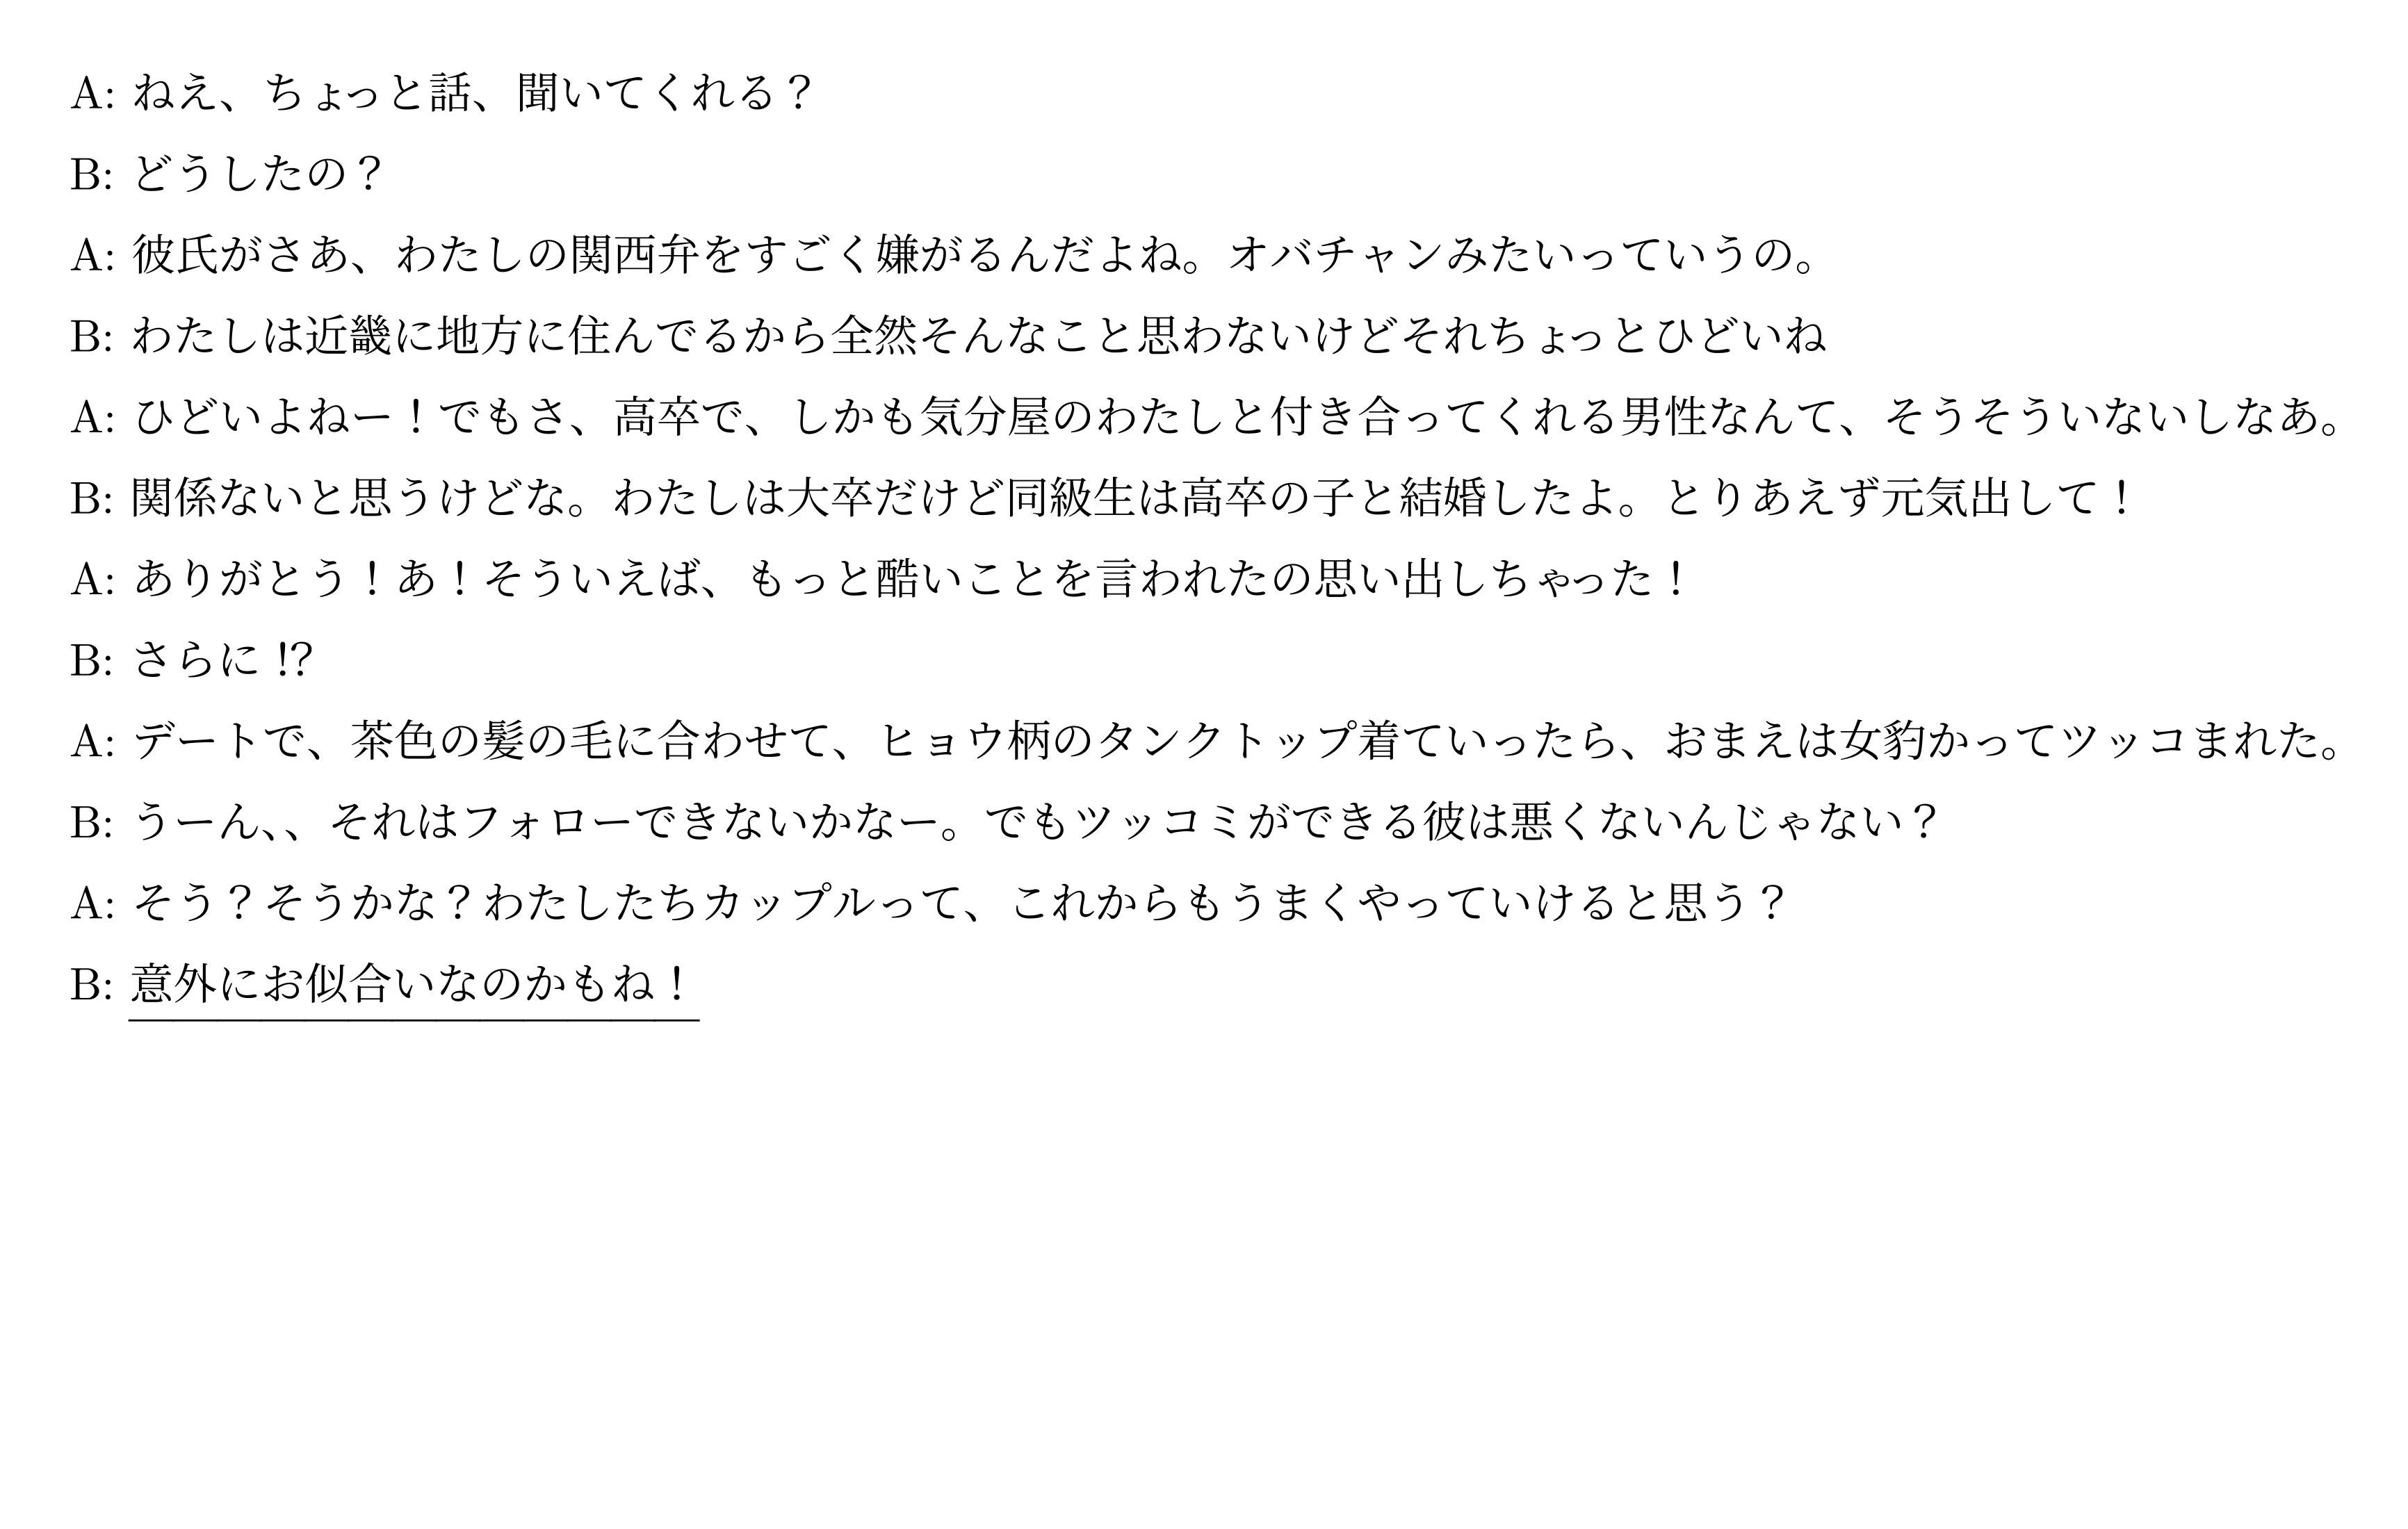 A: ねえ、ちょっと話、聞いてくれる？
B: どうしたの？
A: 彼氏がさあ、わたしの関西弁をすごく嫌がるんだよね。オバチャンみたいっていうの。
B: わたしは近畿に地方に住んでるから全然そんなこと思わないけどそれちょっとひどいね
A: ひどいよねー！でもさ、高卒で、しかも気分屋のわたしと付き合ってくれる男性なんて、そうそういないしなあ。
B: 関係ないと思うけどな。わたしは大卒だけど同級生は高卒の子と結婚したよ。とりあえず元気出して！
A: ありがとう！あ！そういえば、もっと酷いことを言われたの思い出しちゃった！
B: さらに⁉
A: デートで、茶色の髪の毛に合わせて、ヒョウ柄のタンクトップ着ていったら、おまえは女豹かってツッコまれた。
B: うーん、、それはフォローできないかなー。でもツッコミができる彼は悪くないんじゃない？
A: そう？そうかな？わたしたちカップルって、これからもうまくやっていけると思う？
B: 意外にお似合いなのかもね！